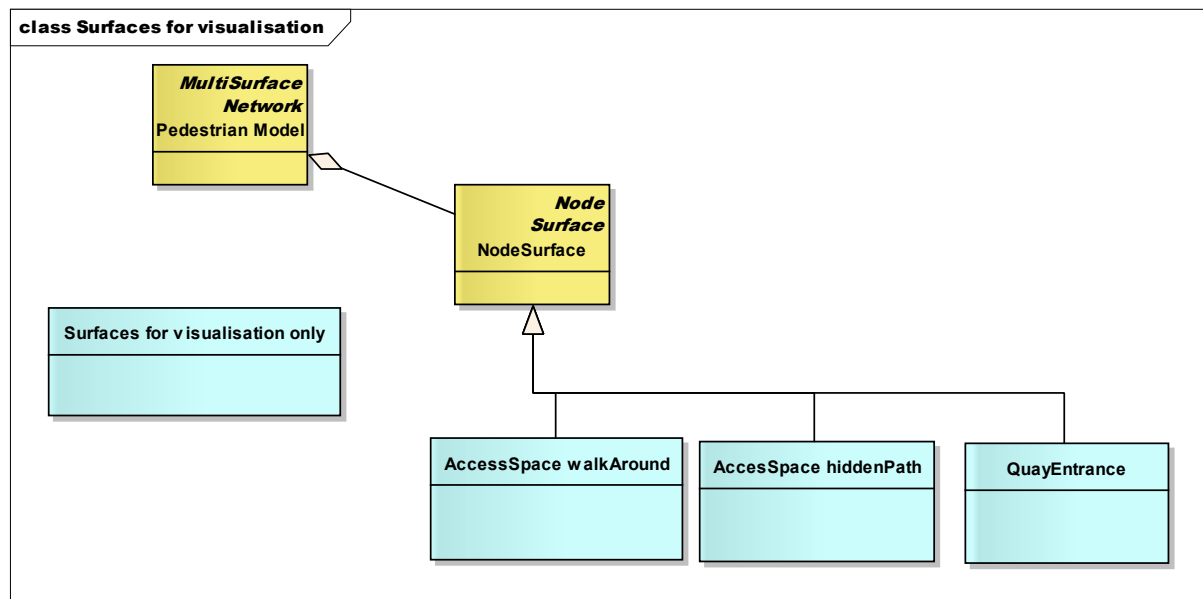 class Surfaces for visualisation
MultiSurface
Network
Pedestrian Model
Node
Surface
NodeSurface
Surfaces for visualisation only
AccessSpace walkAround
AccesSpace hiddenPath
QuayEntrance